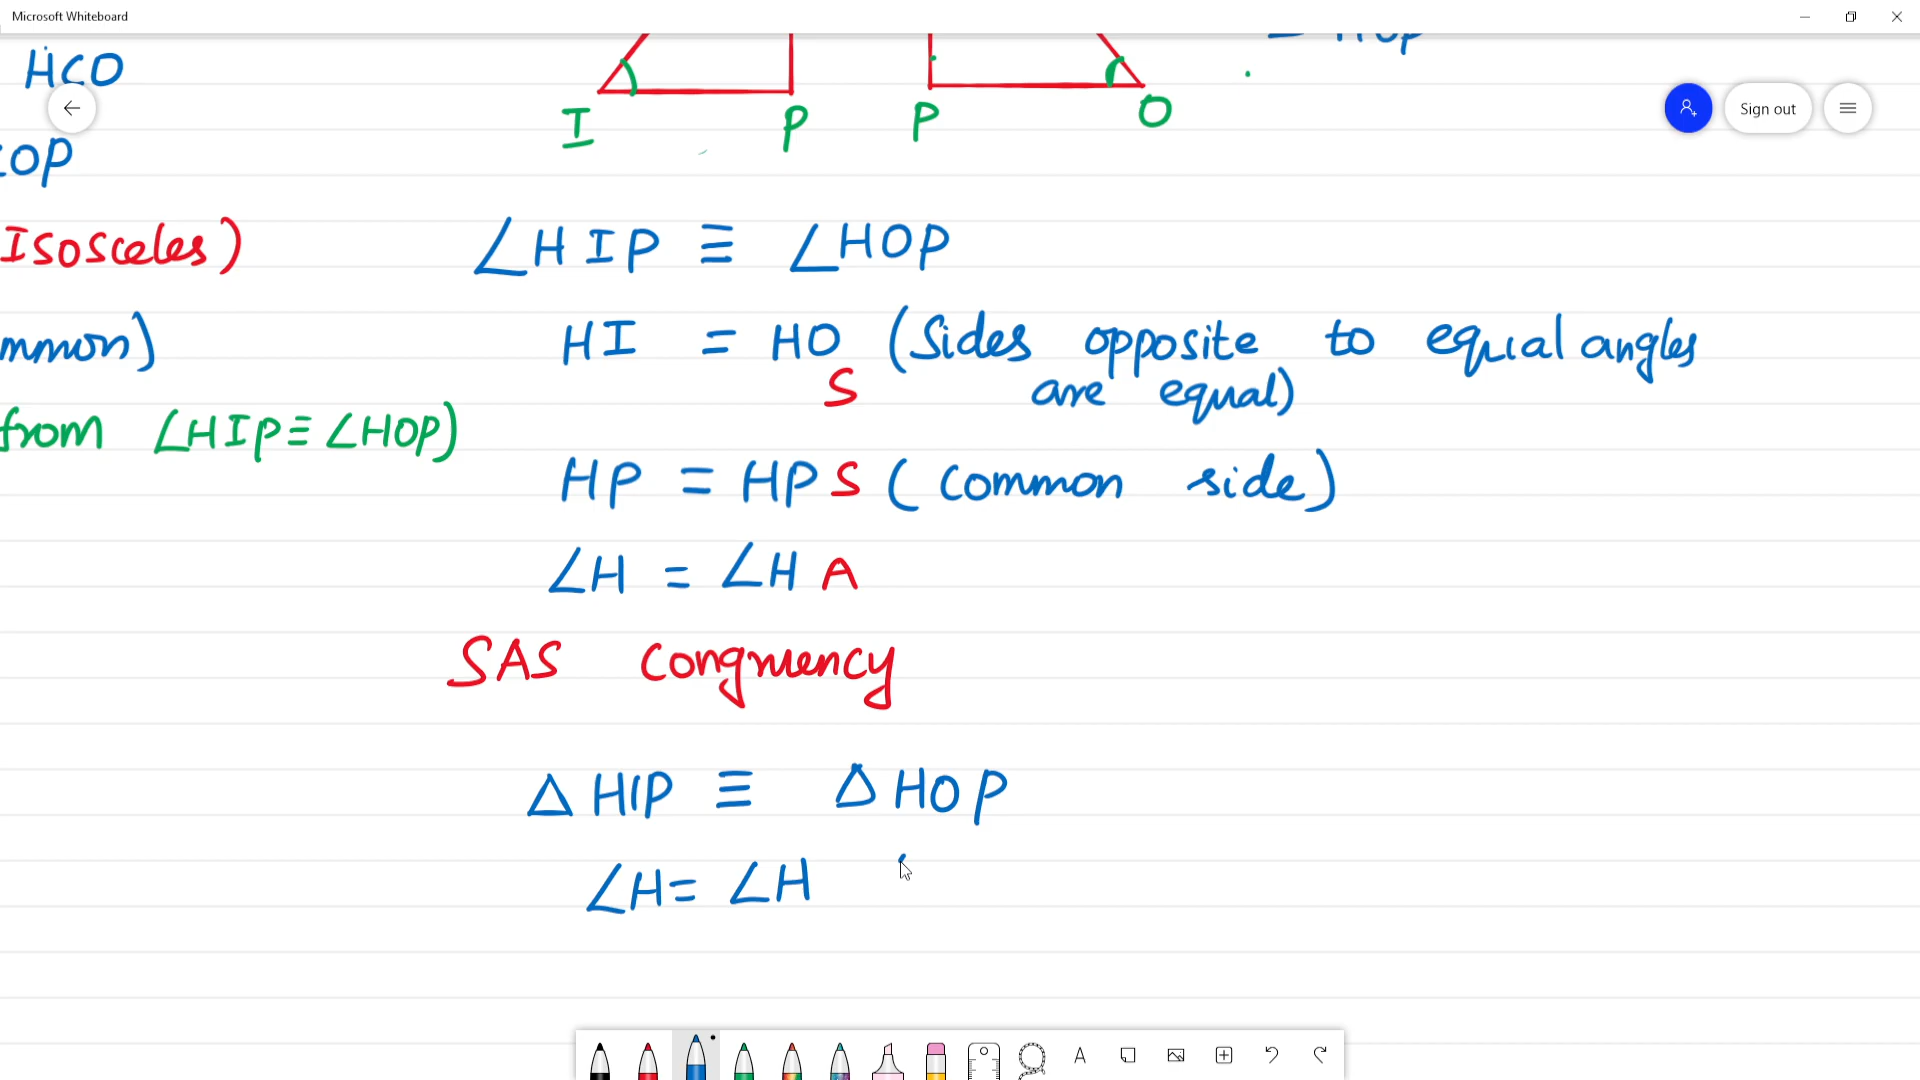 Microsoft Whiteboard
HCO
I P P O
Sign out
OP
Isosceles) ∠HIP ≡ ∠HOP
mmon) HI = HO (Sides opposite to equal angles
S are equal)
from ∠HIP ≡ ∠HOP)
HP = HP S (common side)
∠H = ∠H A
SAS congruency
△ HIP ≡ △ HOP
∠H = ∠H
A